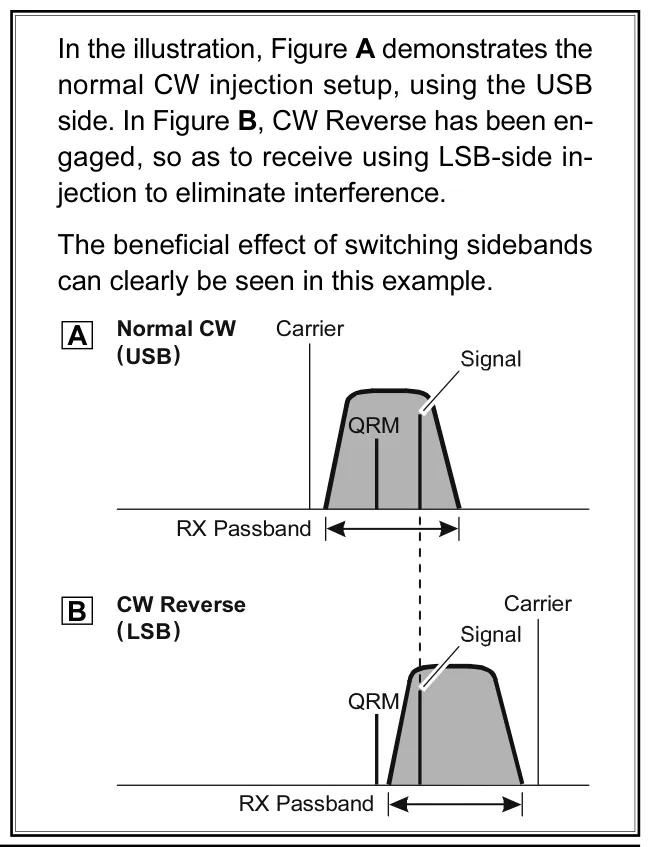 In the illustration, Figure A demonstrates the
normal CW injection setup, using the USB
side. In Figure B, CW Reverse has been en-
gaged, so as to receive using LSB-side in-
jection to eliminate interference.
The beneficial effect of switching sidebands
can clearly be seen in this example.
A Normal CW Carrier
(USB)
Signal
QRM
RX Passband
B CW Reverse Carrier
(LSB) Signal
QRM
RX Passband